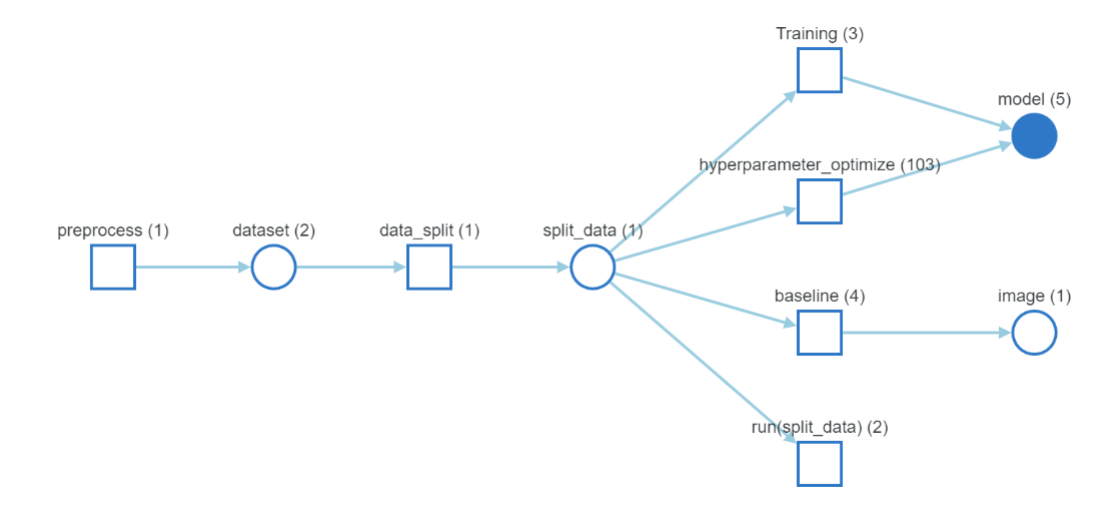 Training (3)
model (5)
hyperparameter_optimize (103)
preprocess (1)
dataset (2)
data_split (1)
split_data (1)
baseline (4)
image (1)
run(split_data) (2)